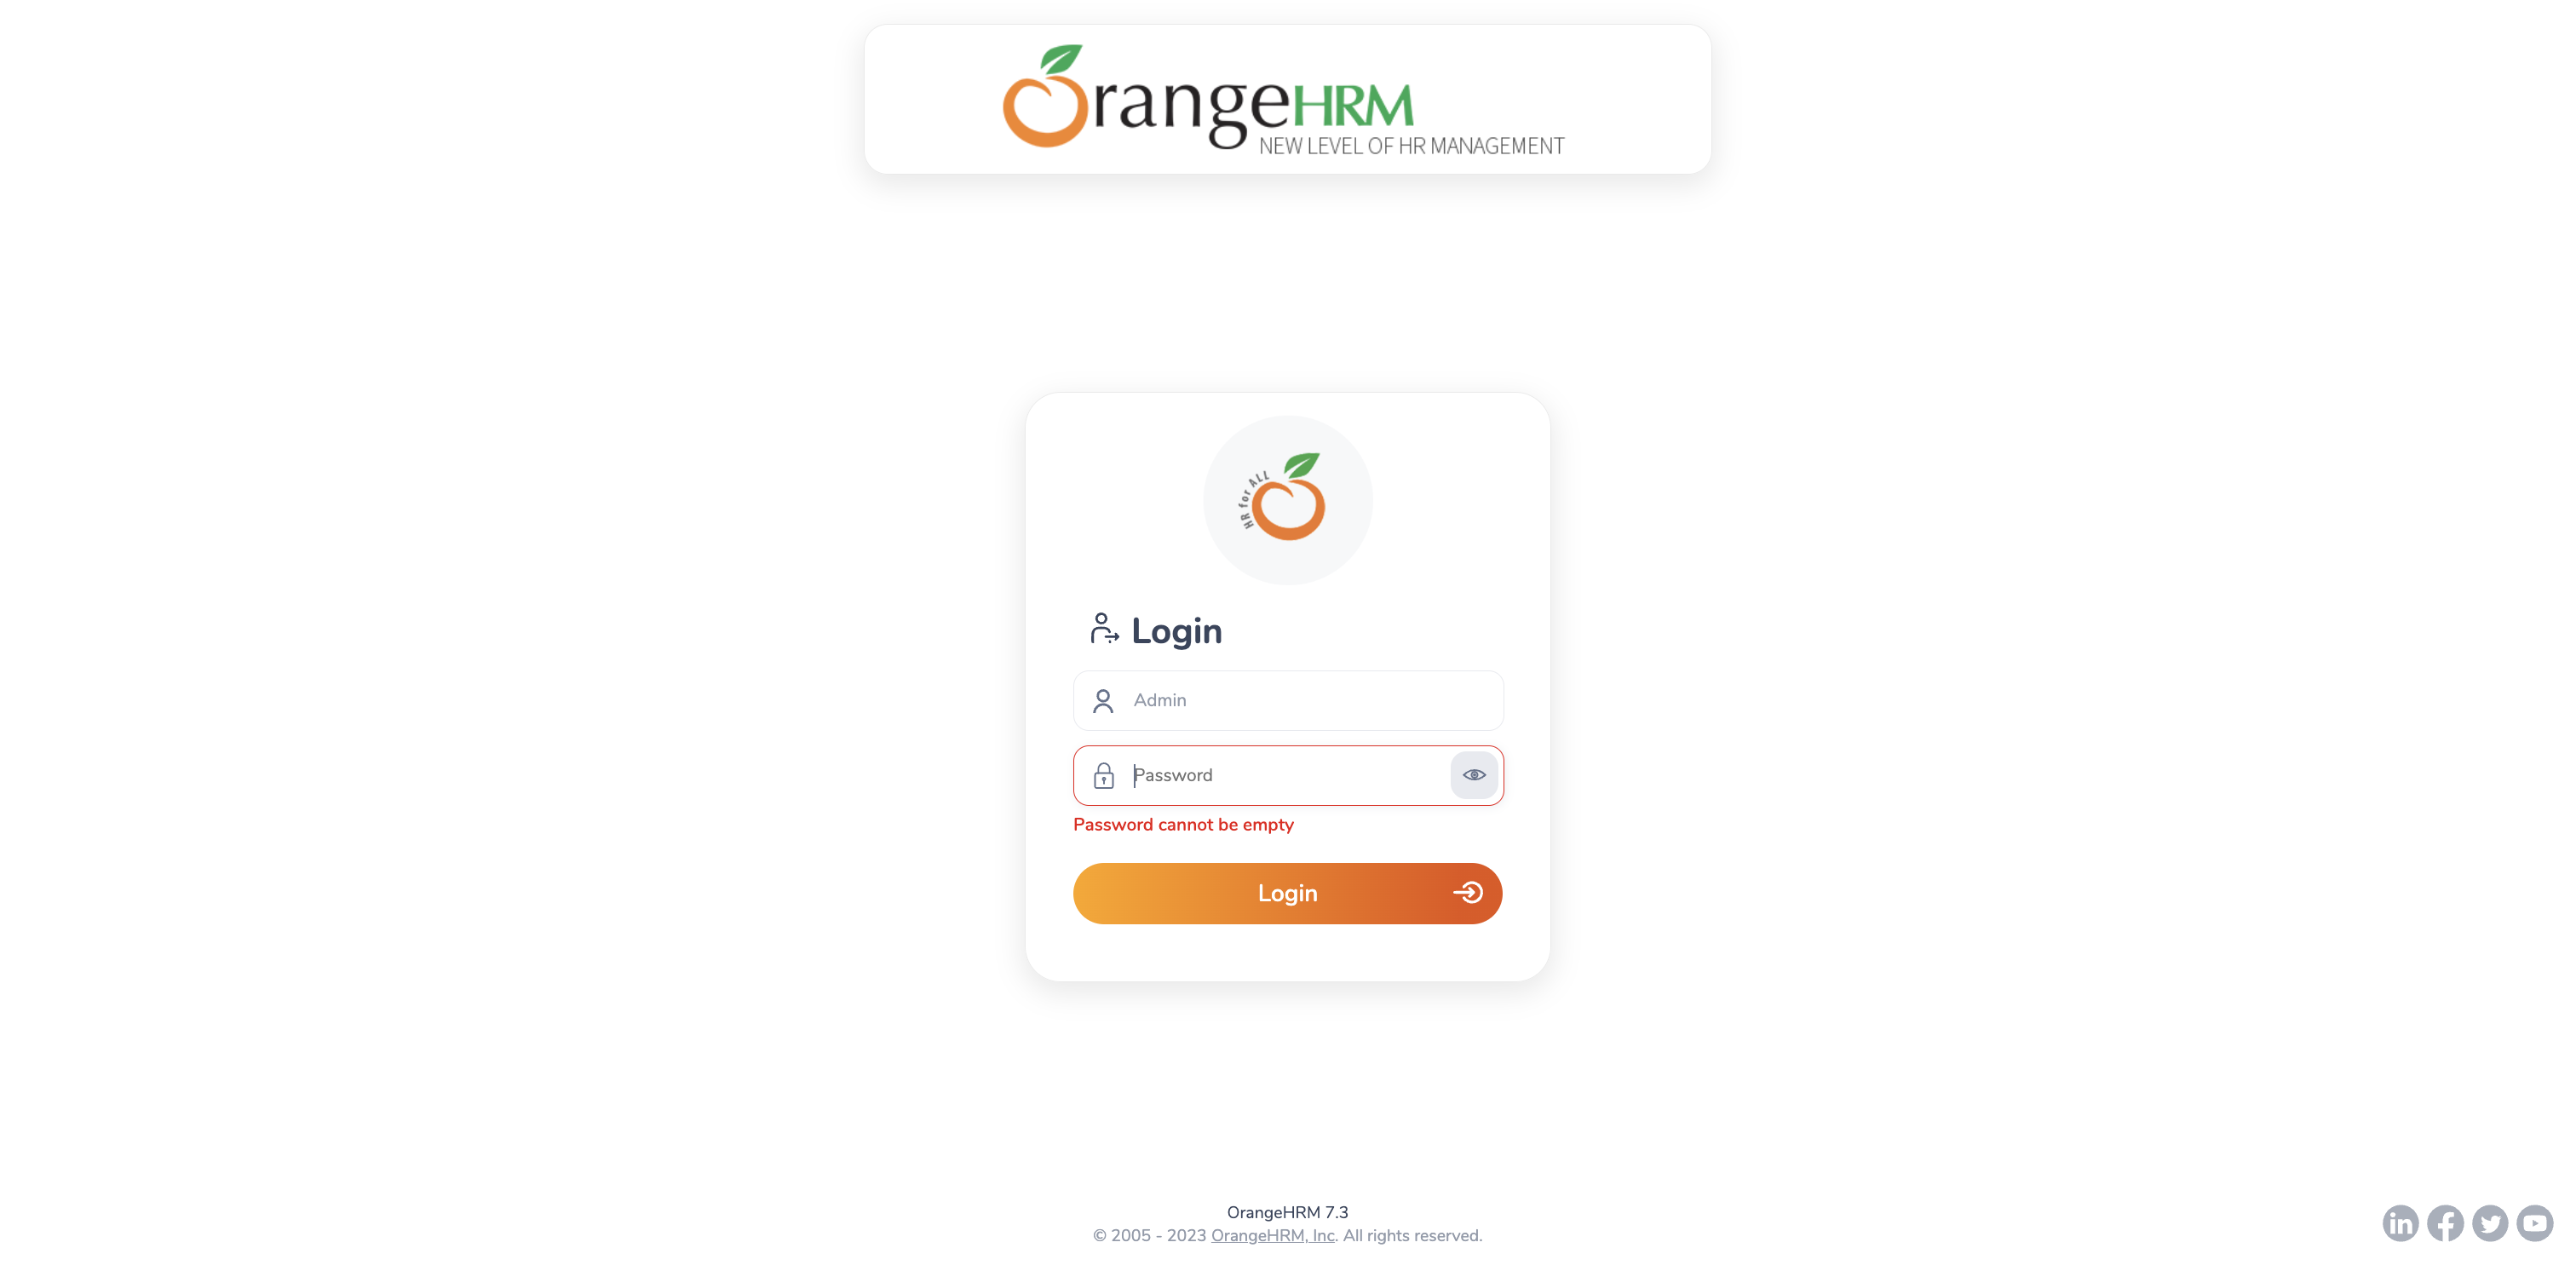 OrangeHRM
NEW LEVEL OF HR MANAGEMENT
HR for ALL
Login
Admin
Password
Password cannot be empty
Login
OrangeHRM 7.3
© 2005 - 2023 OrangeHRM, Inc. All rights reserved.
in